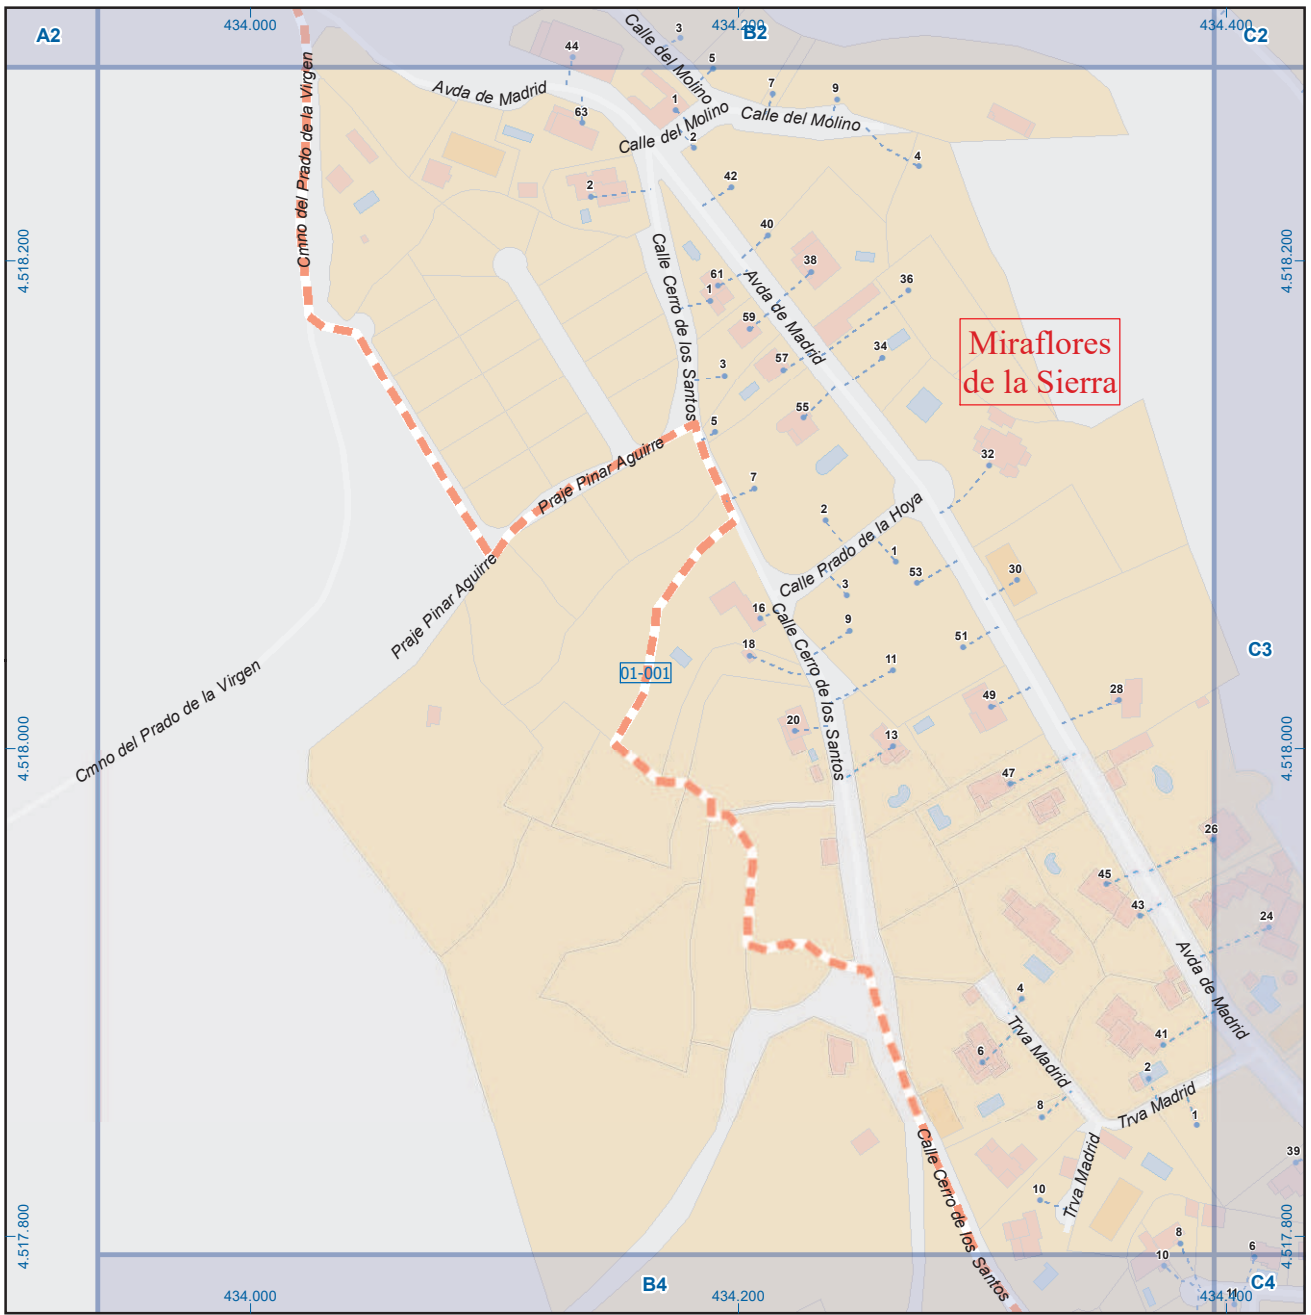 434.000
434.200
434.400
A2
B2
C2
Cmno del Prado de la Virgen
Avda de Madrid
Calle del Molino
Calle del Molino
Calle del Molino
44
3
5
7
9
1
63
2
4
2
42
40
38
36
61
1
59
57
34
3
55
5
4.518.200
4.518.200
Calle Cerro de los Santos
Avda de Madrid
Miraflores
de la Sierra
32
7
2
Praje Pinar Aguirre
Calle Prado de la Hoya
1
53
30
3
Praje Pinar Aguirre
16
9
51
18
11
C3
01-001
Cmno del Prado de la Virgen
Calle Cerro de los Santos
49
28
20
13
47
4.518.000
4.518.000
26
45
43
24
Avda de Madrid
4
Trva Madrid
41
6
2
8
Trva Madrid
1
39
Calle Cerro de los Santos
Trva Madrid
10
8
10
6
11
4.517.800
4.517.800
B4
C4
434.000
434.200
434.400